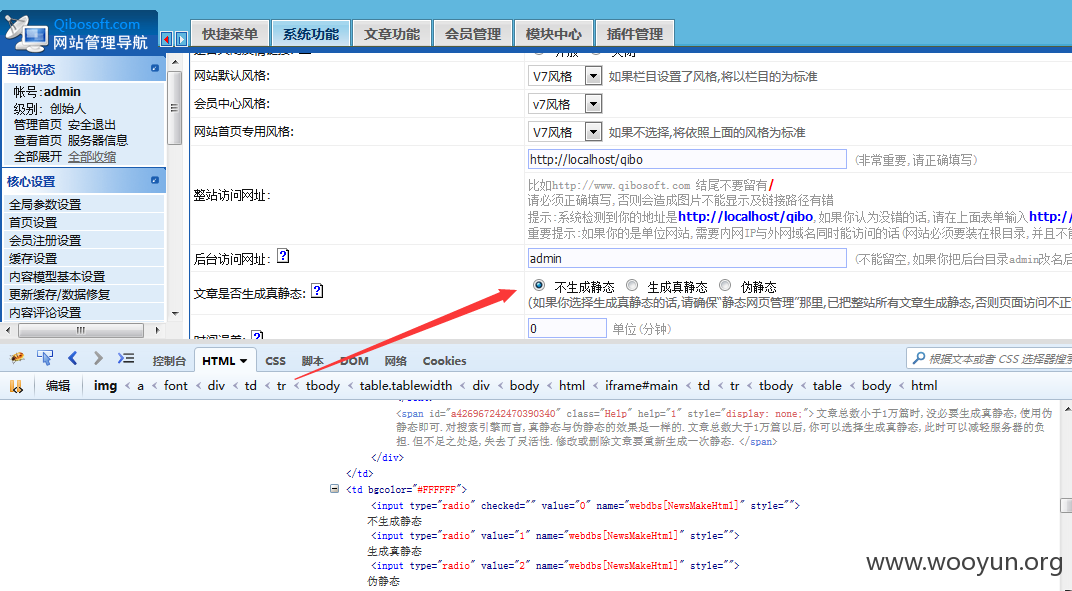 Qibosoft.com
网站管理导航
快捷菜单 系统功能 文章功能 会员管理 模块中心 插件管理
当前状态
帐号:admin
级别: 创始人
管理首页 安全退出
查看首页 服务器信息
全部展开 全部收缩
核心设置
全局参数设置
首页设置
会员注册设置
缓存设置
内容模型基本设置
更新缓存/数据修复
内容评论设置
网站默认风格: V7风格 如果栏目设置了风格,将以栏目的为标准
会员中心风格: v7风格
网站首页专用风格: V7风格 如果不选择,将依照上面的风格为标准
整站访问网址: http://localhost/qibo (非常重要,请正确填写)
比如http://www.qibosoft.com 结尾不要留有/
请必须正确填写,否则会造成图片不能显示及链接路径有错
提示:系统检测到你的地址是http://localhost/qibo,如果你认为没错的话,请在上面表单输入http:/
重要提示:如果你的是单位网站,需要内网IP与外网域名同时能访问的话(网站必须要装在根目录,并且不能
后台访问网址: ? admin (不能留空,如果你把后台目录admin改名后
文章是否生成真静态: ? 不生成静态 生成真静态 伪静态
(如果你选择生成真静态的话,请确保"静态网页管理"那里,已把整站所有文章生成静态,否则页面访问不正
时间误差: ? 0 单位(分钟)
控制台 HTML CSS 脚本 DOM 网络 Cookies 根据文本或者 CSS 选择器搜索
编辑 img < a < font < div < td < tr < tbody < table.tablewidth < div < body < html < iframe#main < td < tr < tbody < table < body < html
<span id="a426967242470390340" class="Help" help="1" style="display: none;">文章总数小于1万篇时,没必要生成真静态,使用伪
静态即可.对搜索引擎而言,真静态与伪静态的效果是一样的.文章总数大于1万篇以后,你可以选择生成真静态,此时可以减轻服务器的负
担.但不足之处是,失去了灵活性.修改或删除文章要重新生成一次静态.</span>
</div>
</td>
<td bgcolor="#FFFFFF">
<input type="radio" checked="" value="0" name="webdbs[NewsMakeHtml]" style="">
不生成静态
<input type="radio" value="1" name="webdbs[NewsMakeHtml]" style="">
生成真静态
<input type="radio" value="2" name="webdbs[NewsMakeHtml]" style="">
伪静态
www.wooyun.org